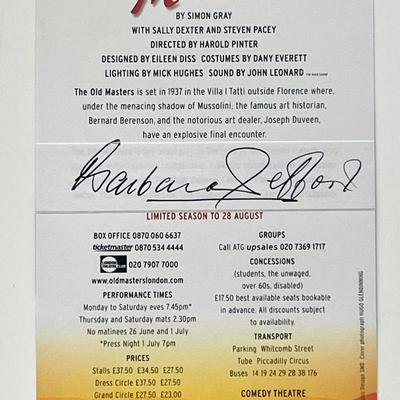 BY SIMON GRAY
WITH SALLY DEXTER AND STEVEN PACEY
DIRECTED BY HAROLD PINTER
DESIGNED BY EILEEN DISS COSTUMES BY DANY EVERETT
LIGHTING BY MICK HUGHES SOUND BY JOHN LEONARD
The Old Masters is set in 1937 in the Villa I Tatti outside Florence where,
under the menacing shadow of Mussolini, the famous art historian,
Bernard Berenson, and the notorious art dealer, Joseph Duveen,
have an explosive final encounter.
Barbara Jefford
LIMITED SEASON TO 28 AUGUST
BOX OFFICE 0870 060 6637
ticketmaster 0870 534 4444
020 7907 7000
www.oldmasterslondon.com
PERFORMANCE TIMES
Monday to Saturday eves 7.45pm*
Thursday and Saturday mats 2.30pm
No matinees 26 June and 1 July
*Press Night 1 July 7pm
PRICES
Stalls £37.50 £34.50 £27.50
Dress Circle £37.50 £27.50
Grand Circle £27.50 £23.00
GROUPS
Call ATG upsales 020 7369 1717
CONCESSIONS
(students, the unwaged,
over 60s, disabled)
£17.50 best available seats bookable
in advance. All discounts subject
to availability.
TRANSPORT
Parking Whitcomb Street
Tube Piccadilly Circus
Buses 14 19 24 29 28 38 176
COMEDY THEATRE
Cover photograph HUGO GLENDINNING